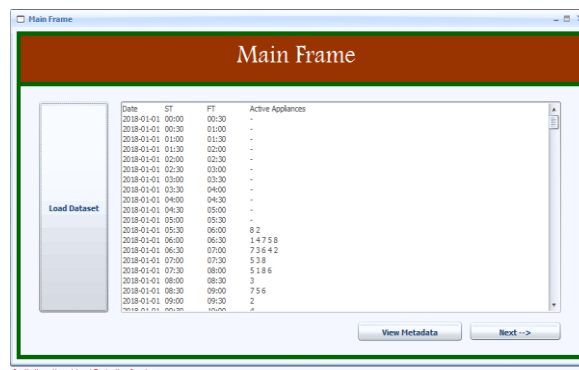 Main Frame
Main Frame
Load Dataset
Date ST FT Active Appliances
2018-01-01 00:00 00:30 -
2018-01-01 00:30 01:00 -
2018-01-01 01:00 01:30 -
2018-01-01 01:30 02:00 -
2018-01-01 02:00 02:30 -
2018-01-01 02:30 03:00 -
2018-01-01 03:00 03:30 -
2018-01-01 03:30 04:00 -
2018-01-01 04:00 04:30 -
2018-01-01 04:30 05:00 -
2018-01-01 05:00 05:30 -
2018-01-01 05:30 06:00 8 2
2018-01-01 06:00 06:30 1 4 7 5 8
2018-01-01 06:30 07:00 7 3 6 4 2
2018-01-01 07:00 07:30 5 3 8
2018-01-01 07:30 08:00 5 1 8 6
2018-01-01 08:00 08:30 3
2018-01-01 08:30 09:00 7 5 6
2018-01-01 09:00 09:30 2
2018-01-01 09:30 10:00 4
View Metadata Next -->